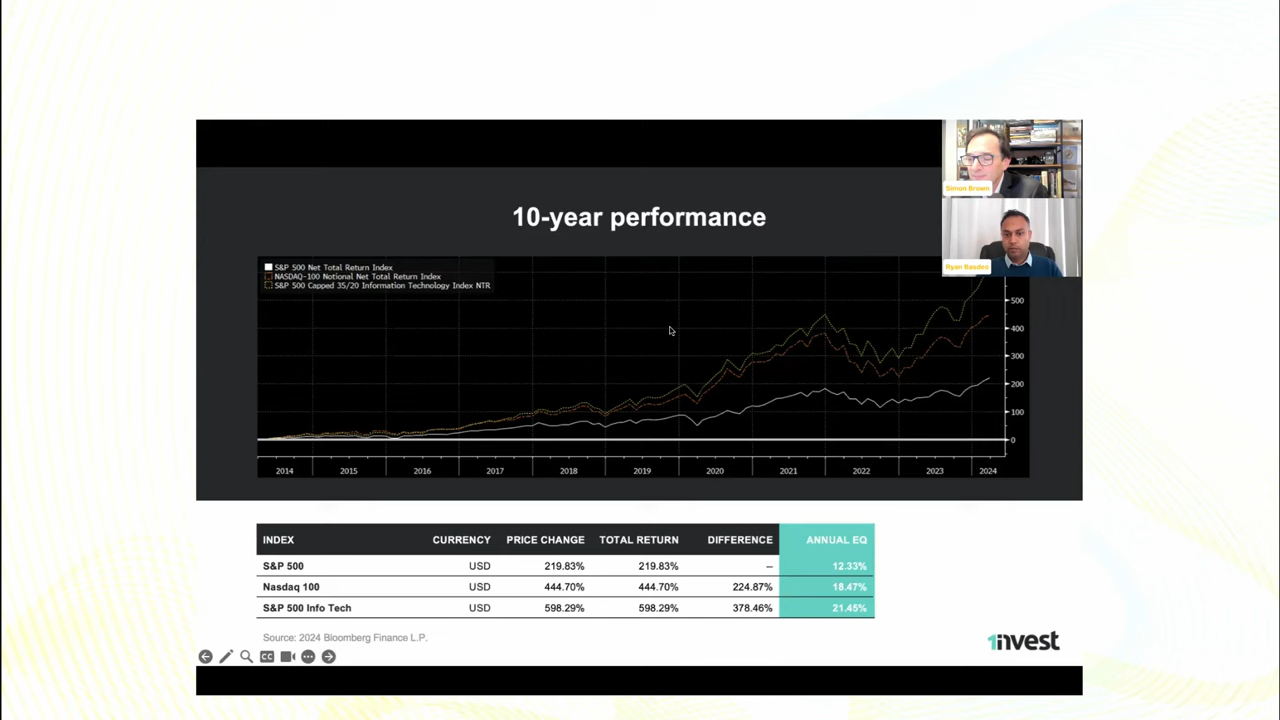 10-year performance
Simon Brown
Ryan Basdeo
S&P 500 Net Total Return Index
NASDAQ-100 Notional Net Total Return Index
S&P 500 Capped 35/20 Information Technology Index NTR
500
400
300
200
100
0
2014 2015 2016 2017 2018 2019 2020 2021 2022 2023 2024
INDEX CURRENCY PRICE CHANGE TOTAL RETURN DIFFERENCE ANNUAL EQ
S&P 500 USD 219.83% 219.83% – 12.33%
Nasdaq 100 USD 444.70% 444.70% 224.87% 18.47%
S&P 500 Info Tech USD 598.29% 598.29% 378.46% 21.45%
Source: 2024 Bloomberg Finance L.P.
1nvest
CC